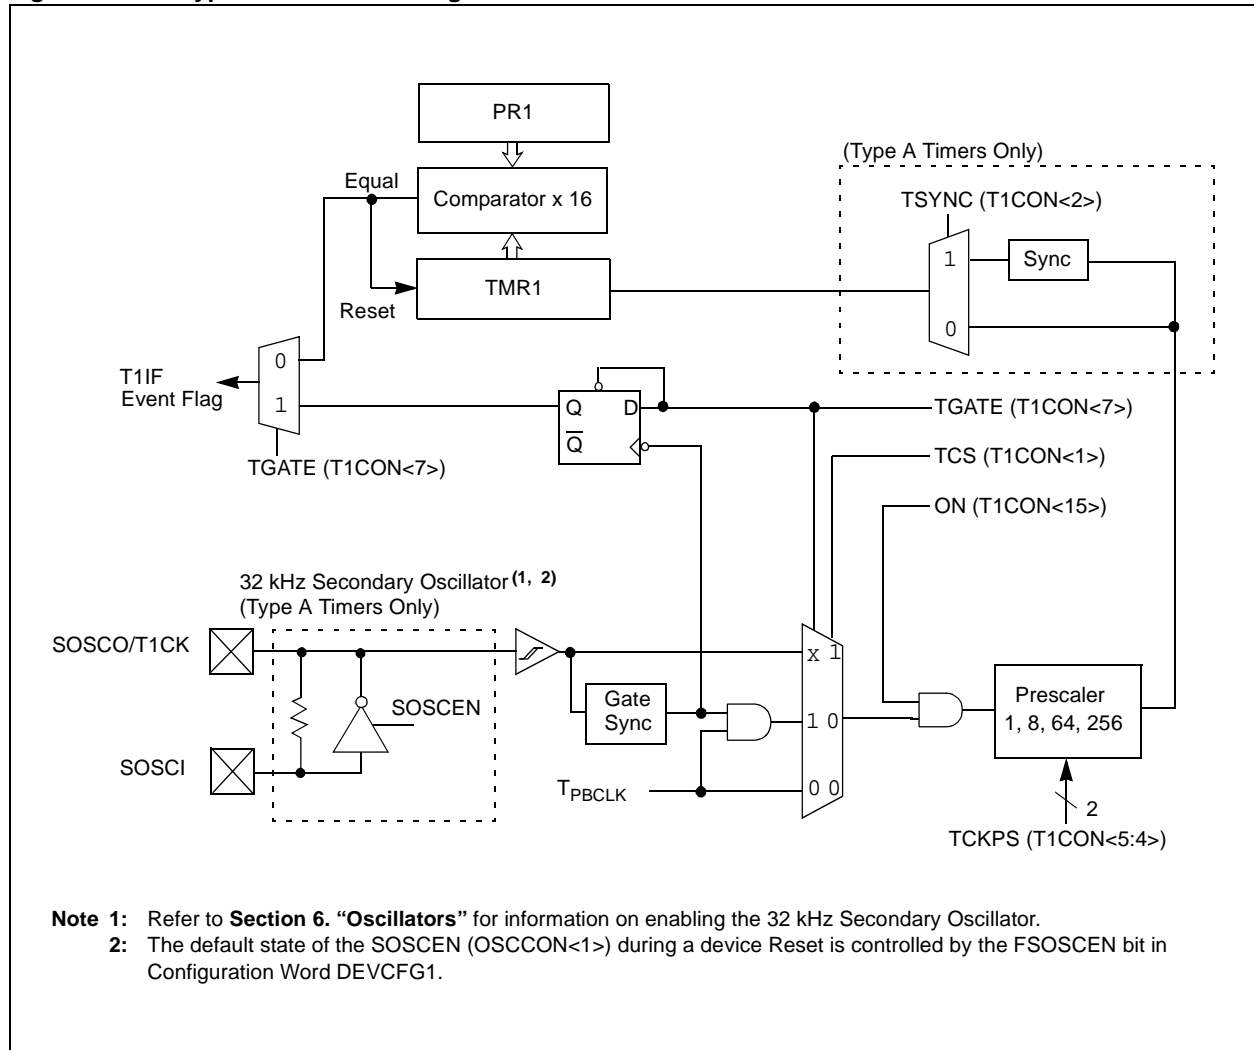 PR1
(Type A Timers Only)
Equal
Comparator x 16
TSYNC (T1CON<2>)
1
Sync
TMR1
Reset
0
0
T1IF
Event Flag
1
Q
D
TGATE (T1CON<7>)
Q
TGATE (T1CON<7>)
TCS (T1CON<1>)
ON (T1CON<15>)
32 kHz Secondary Oscillator (1, 2)
(Type A Timers Only)
SOSCO/T1CK
x 1
SOSCEN
Gate
Sync
1 0
Prescaler
1, 8, 64, 256
SOSCI
TPBCLK
0 0
2
TCKPS (T1CON<5:4>)
Note 1: Refer to Section 6. “Oscillators” for information on enabling the 32 kHz Secondary Oscillator.
2: The default state of the SOSCEN (OSCCON<1>) during a device Reset is controlled by the FSOSCEN bit in
Configuration Word DEVCFG1.